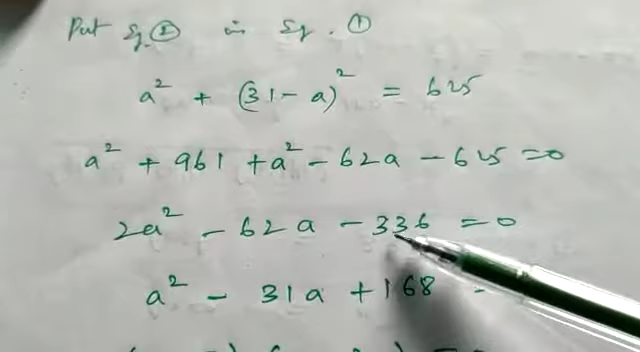 Put Eq. ② in Eq. ①
a² + (31 - a)² = 625
a² + 961 + a² - 62a - 625 = 0
2a² - 62a - 336 = 0
a² - 31a + 168 =